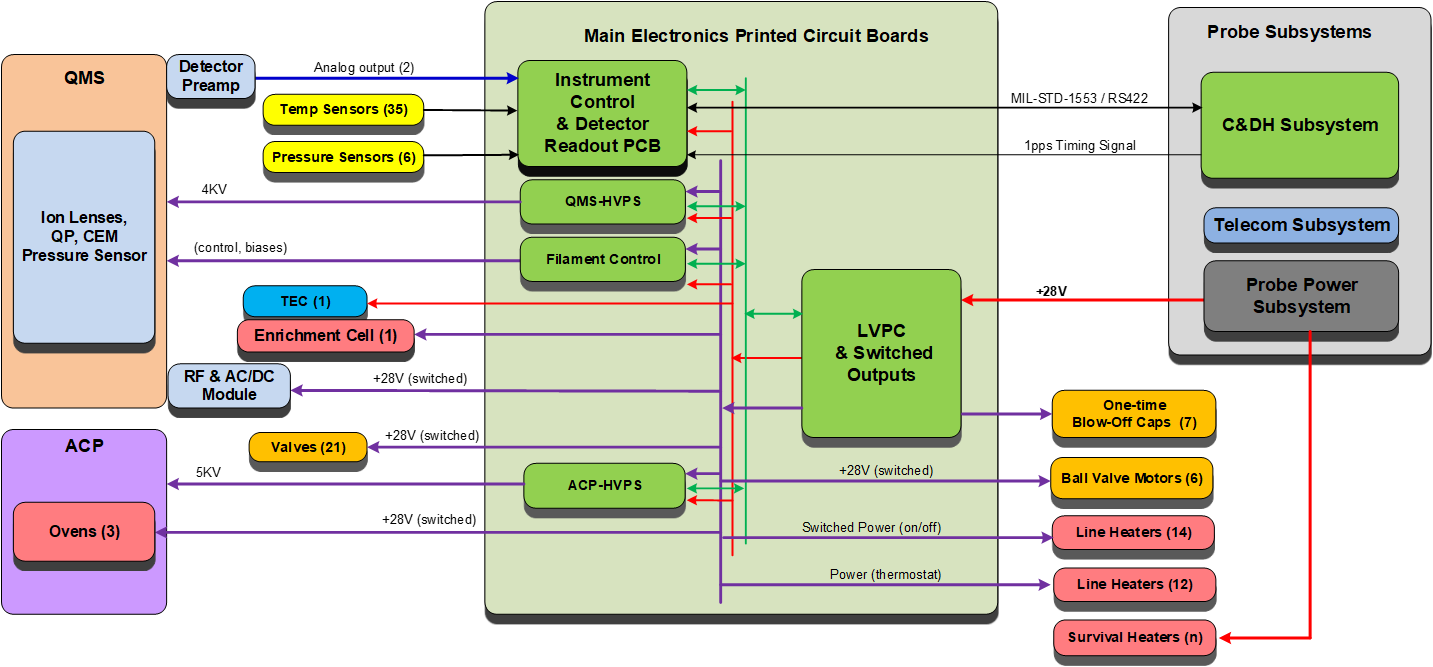 Main Electronics Printed Circuit Boards
Probe Subsystems
QMS
Detector
Preamp
Analog output (2)
Temp Sensors (35)
Pressure Sensors (6)
Instrument
Control
& Detector
Readout PCB
MIL-STD-1553 / RS422
1pps Timing Signal
C&DH Subsystem
Telecom Subsystem
Probe Power
Subsystem
Ion Lenses,
QP, CEM
Pressure Sensor
4KV
QMS-HVPS
(control, biases)
Filament Control
TEC (1)
Enrichment Cell (1)
RF & AC/DC
Module
+28V (switched)
LVPC
& Switched
Outputs
+28V
One-time
Blow-Off Caps (7)
ACP
Valves (21)
+28V (switched)
5KV
ACP-HVPS
+28V (switched)
Ball Valve Motors (6)
Ovens (3)
+28V (switched)
Switched Power (on/off)
Line Heaters (14)
Power (thermostat)
Line Heaters (12)
Survival Heaters (n)